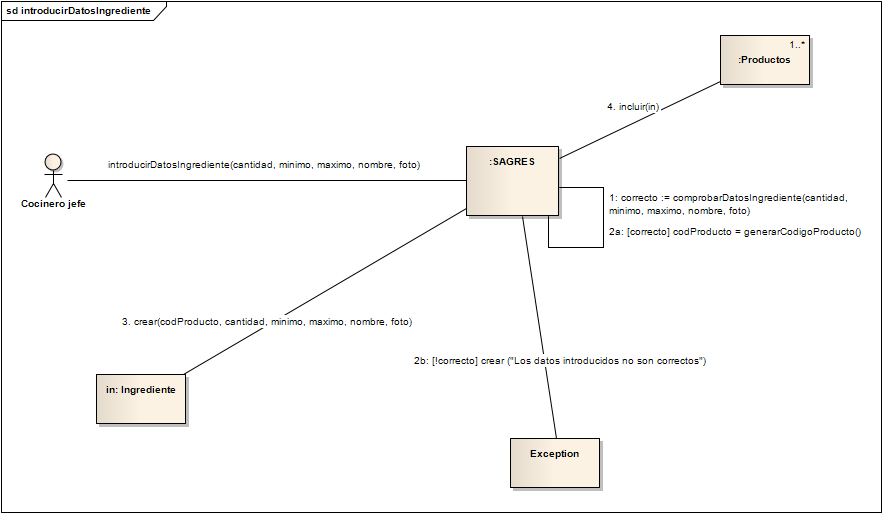 sd introducirDatosIngrediente
1..*
:Productos
4. incluir(in)
introducirDatosIngrediente(cantidad, minimo, maximo, nombre, foto)
:SAGRES
Cocinero jefe
1: correcto := comprobarDatosIngrediente(cantidad,
minimo, maximo, nombre, foto)
2a: [correcto] codProducto = generarCodigoProducto()
3. crear(codProducto, cantidad, minimo, maximo, nombre, foto)
2b: [!correcto] crear ("Los datos introducidos no son correctos")
in: Ingrediente
Exception